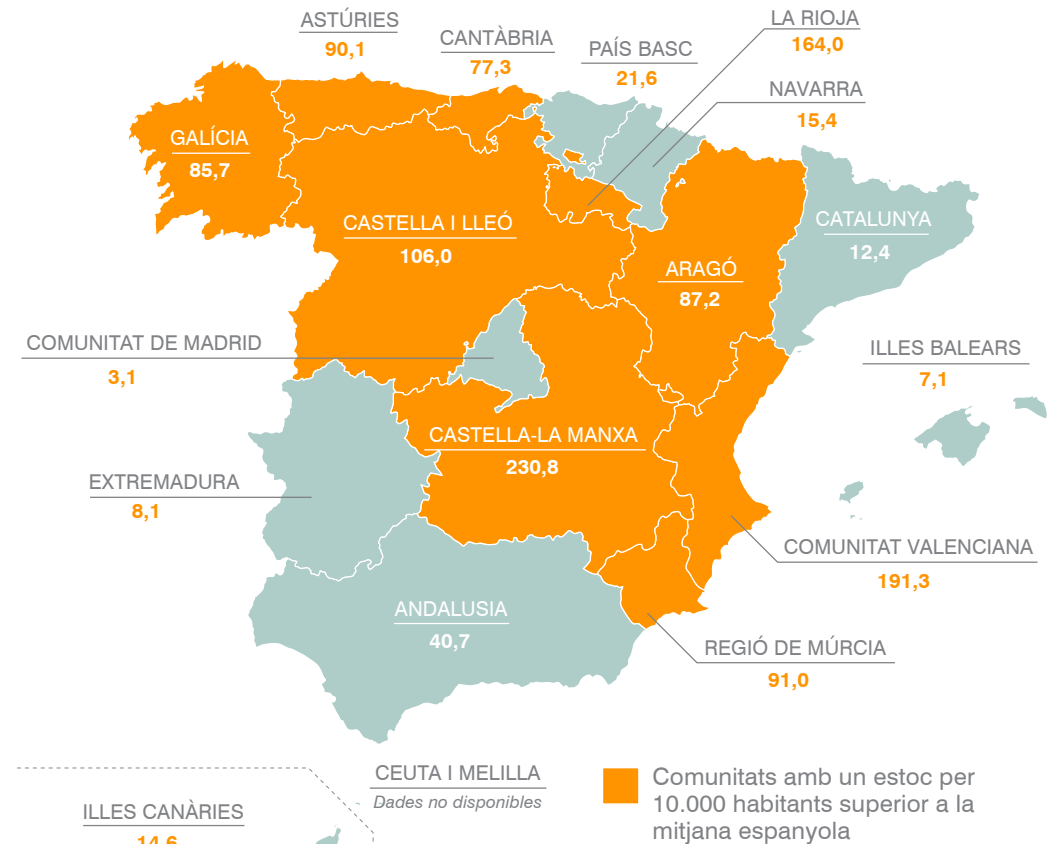 ASTÚRIES
90,1
CANTÀBRIA
77,3
PAÍS BASC
21,6
LA RIOJA
164,0
NAVARRA
15,4
GALÍCIA
85,7
CASTELLA I LLEÓ
106,0
ARAGÓ
87,2
CATALUNYA
12,4
COMUNITAT DE MADRID
3,1
ILLES BALEARS
7,1
CASTELLA-LA MANXA
230,8
EXTREMADURA
8,1
COMUNITAT VALENCIANA
191,3
ANDALUSIA
40,7
REGIÓ DE MÚRCIA
91,0
CEUTA I MELILLA
Dades no disponibles
ILLES CANÀRIES
14,6
Comunitats amb un estoc per
10.000 habitants superior a la
mitjana espanyola